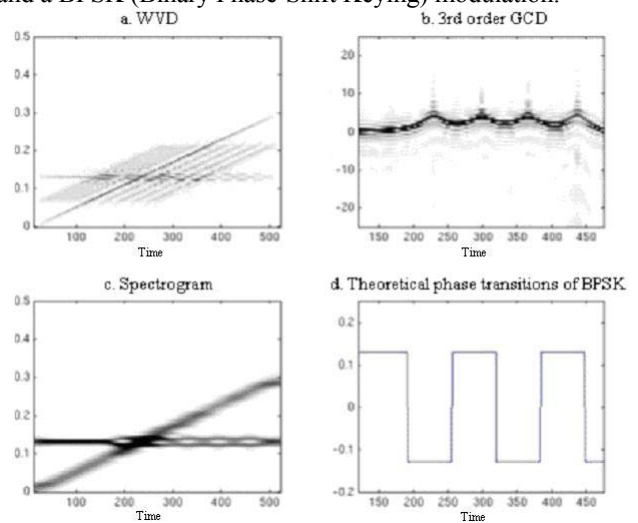 and a BPSK (Binary Phase-Shift Keying) modulation.
a. WVD
0.5
0.4
0.3
0.2
0.1
0
100 200 300 400 500
Time
b. 3rd order GCD
20
10
0
-10
-20
150 200 250 300 350 400 450
Time
c. Spectrogram
0.5
0.4
0.3
0.2
0.1
0
100 200 300 400 500
Time
d. Theoretical phase transitions of BPSK
0.2
0.1
0
-0.1
-0.2
150 200 250 300 350 400 450
Time